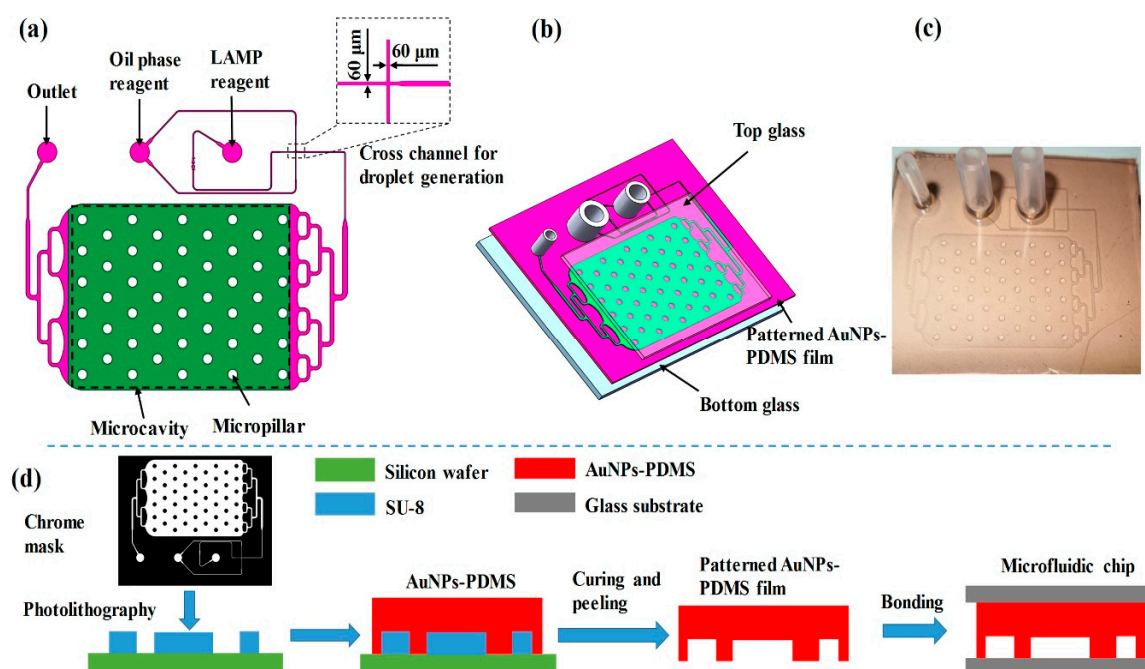 (a)
Outlet
Oil phase
reagent
LAMP
reagent
60 μm
60 μm
Cross channel for
droplet generation
Microcavity
Micropillar
(b)
Top glass
Patterned AuNPs-
PDMS film
Bottom glass
(c)
(d)
Chrome
mask
Photolithography
Silicon wafer
SU-8
AuNPs-PDMS
Glass substrate
AuNPs-PDMS
Curing and
peeling
Patterned AuNPs-
PDMS film
Bonding
Microfluidic chip